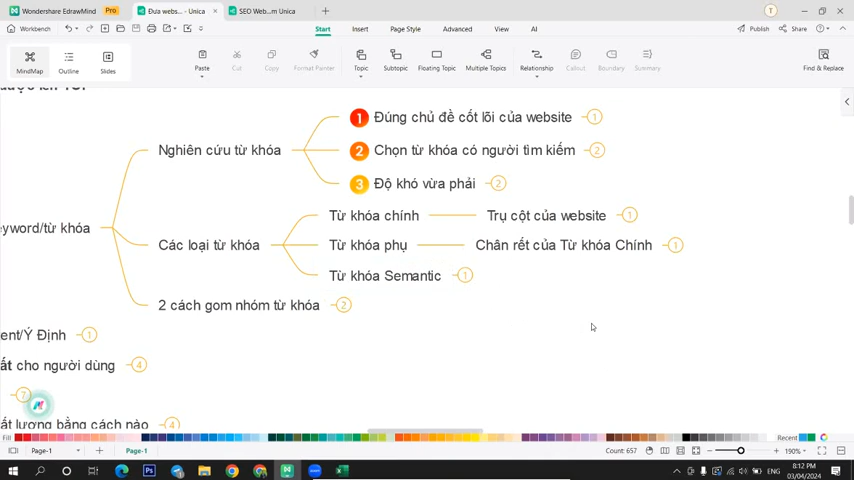 Wondershare EdrawMind Pro
Đưa webs... - Unica
SEO Web...m Unica
Workbench
Start
Insert
Page Style
Advanced
View
AI
Publish
Share
MindMap
Outline
Slides
Paste
Cut
Copy
Format Painter
Topic
Subtopic
Floating Topic
Multiple Topics
Relationship
Callout
Boundary
Summary
Find & Replace
1 Đúng chủ đề cốt lõi của website 1
Nghiên cứu từ khóa
2 Chọn từ khóa có người tìm kiếm 2
3 Độ khó vừa phải 2
Từ khóa chính
Trụ cột của website 1
eyword/từ khóa
Các loại từ khóa
Từ khóa phụ
Chân rết của Từ khóa Chính 1
Từ khóa Semantic 1
2 cách gom nhóm từ khóa 2
ent/Ý Định 1
ất cho người dùng 4
7
ất lượng bằng cách nào 4
Fill
Recent
Page-1
Page-1
Count: 657
190%
ENG
8:12 PM
03/04/2024